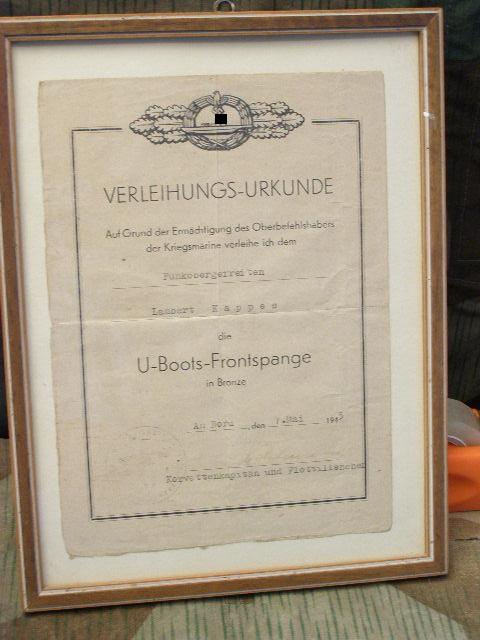 VERLEIHUNGS-URKUNDE
Auf Grund der Ermächtigung des Oberbefehlshabers
der Kriegsmarine verleihe ich dem
Funkobergefreiten
Lambert Kappes
die
U-Boots-Frontspange
in Bronze
An Bord, den 7.Mai 1945
Korvettenkapitän und Flottillenchef